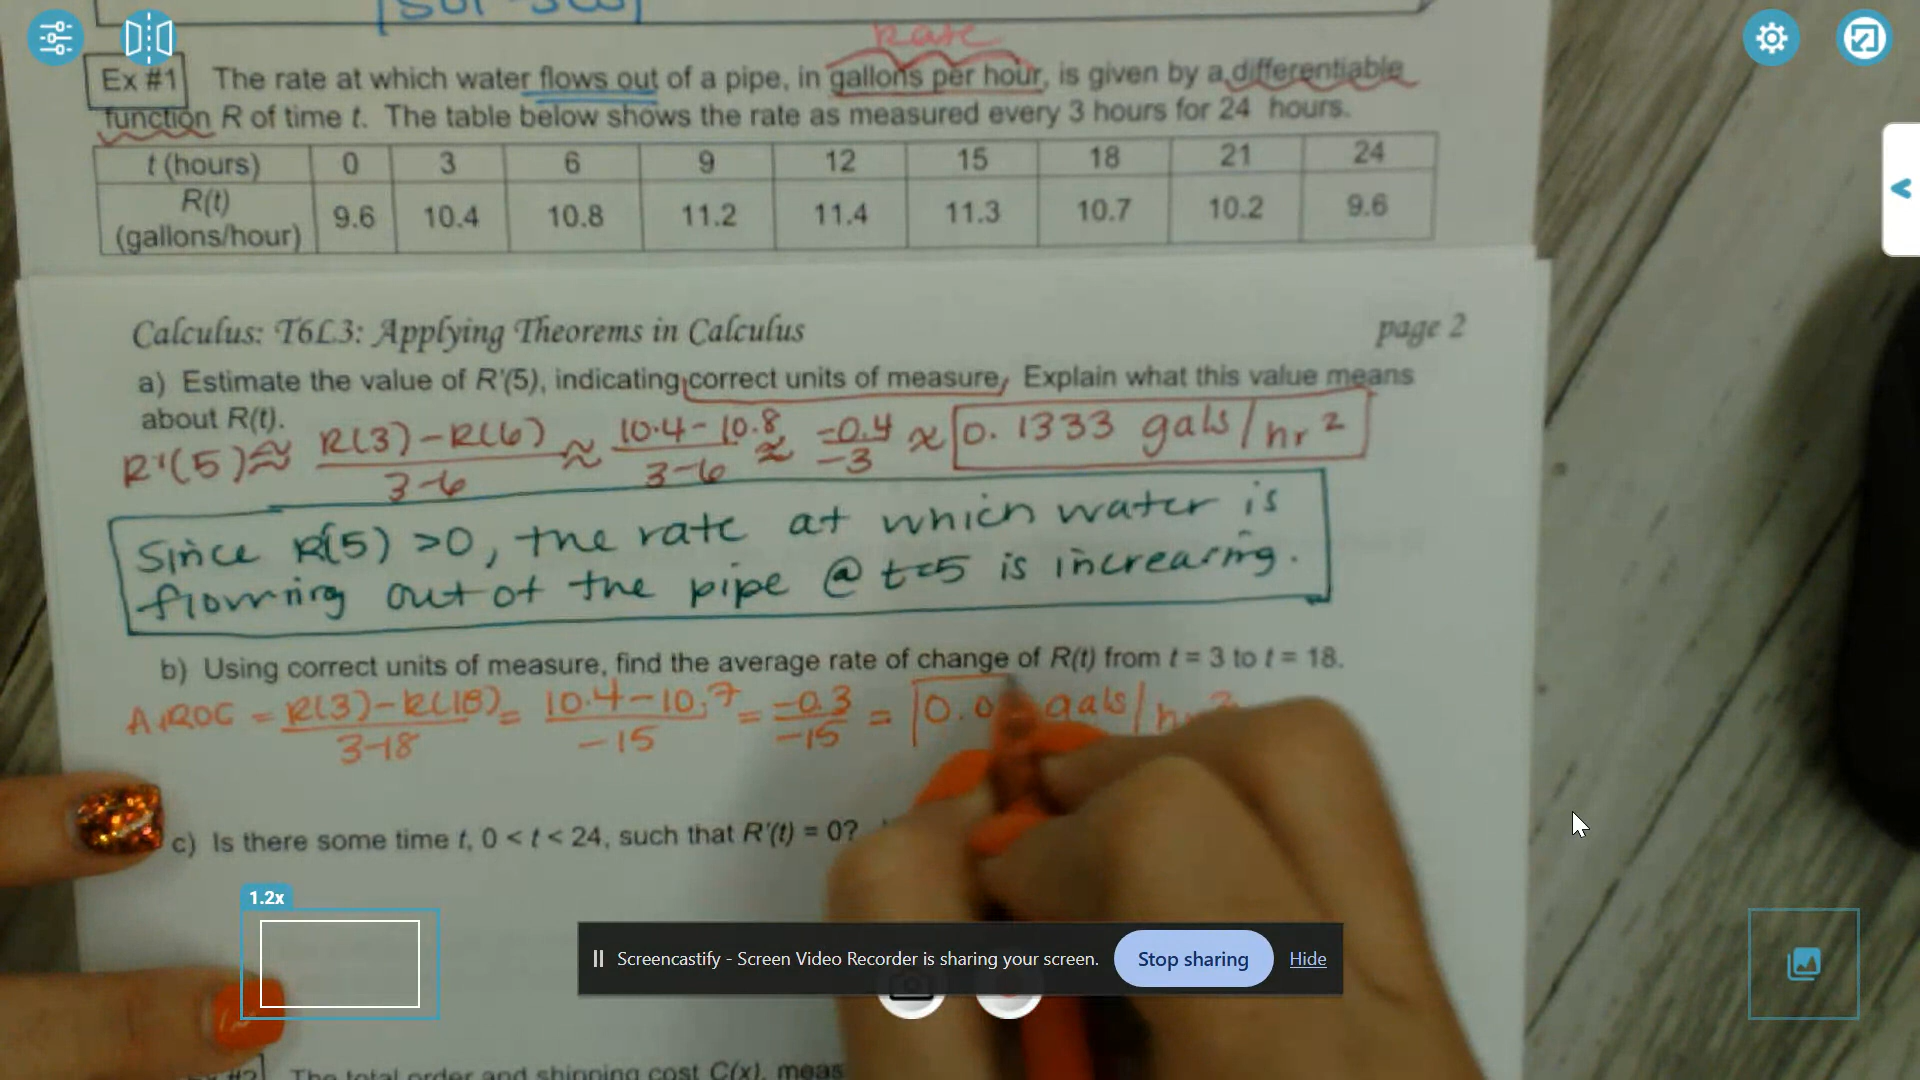 rate
Ex #1 The rate at which water flows out of a pipe, in gallons per hour, is given by a differentiable
function R of time t. The table below shows the rate as measured every 3 hours for 24 hours.
t (hours) 0 3 6 9 12 15 18 21 24
R(t) (gallons/hour) 9.6 10.4 10.8 11.2 11.4 11.3 10.7 10.2 9.6
Calculus: T6L3: Applying Theorems in Calculus page 2
a) Estimate the value of R'(5), indicating correct units of measure, Explain what this value means
about R(t).
R'(5) ≈ R(3)-R(6)/3-6 ≈ 10.4-10.8/3-6 ≈ -0.4/-3 ≈ 0.1333 gals/hr²
Since R'(5) >0, the rate at which water is
flowing out of the pipe @ t=5 is increasing.
b) Using correct units of measure, find the average rate of change of R(t) from t = 3 to t = 18.
AROC = R(3)-R(18)/3-18 = 10.4-10.7/-15 = -0.3/-15 = 0.0 gals/
c) Is there some time t, 0 < t < 24, such that R'(t) = 0?
1.2x
Screencastify - Screen Video Recorder is sharing your screen. Stop sharing Hide
The total order and shipping cost C(x), meas